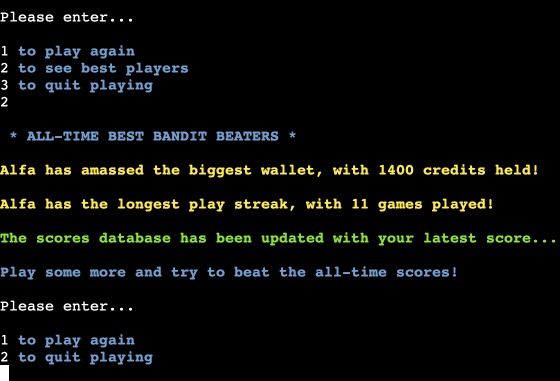 Please enter...
1 to play again
2 to see best players
3 to quit playing
2
* ALL-TIME BEST BANDIT BEATERS *
Alfa has amassed the biggest wallet, with 1400 credits held!
Alfa has the longest play streak, with 11 games played!
The scores database has been updated with your latest score...
Play some more and try to beat the all-time scores!
Please enter...
1 to play again
2 to quit playing